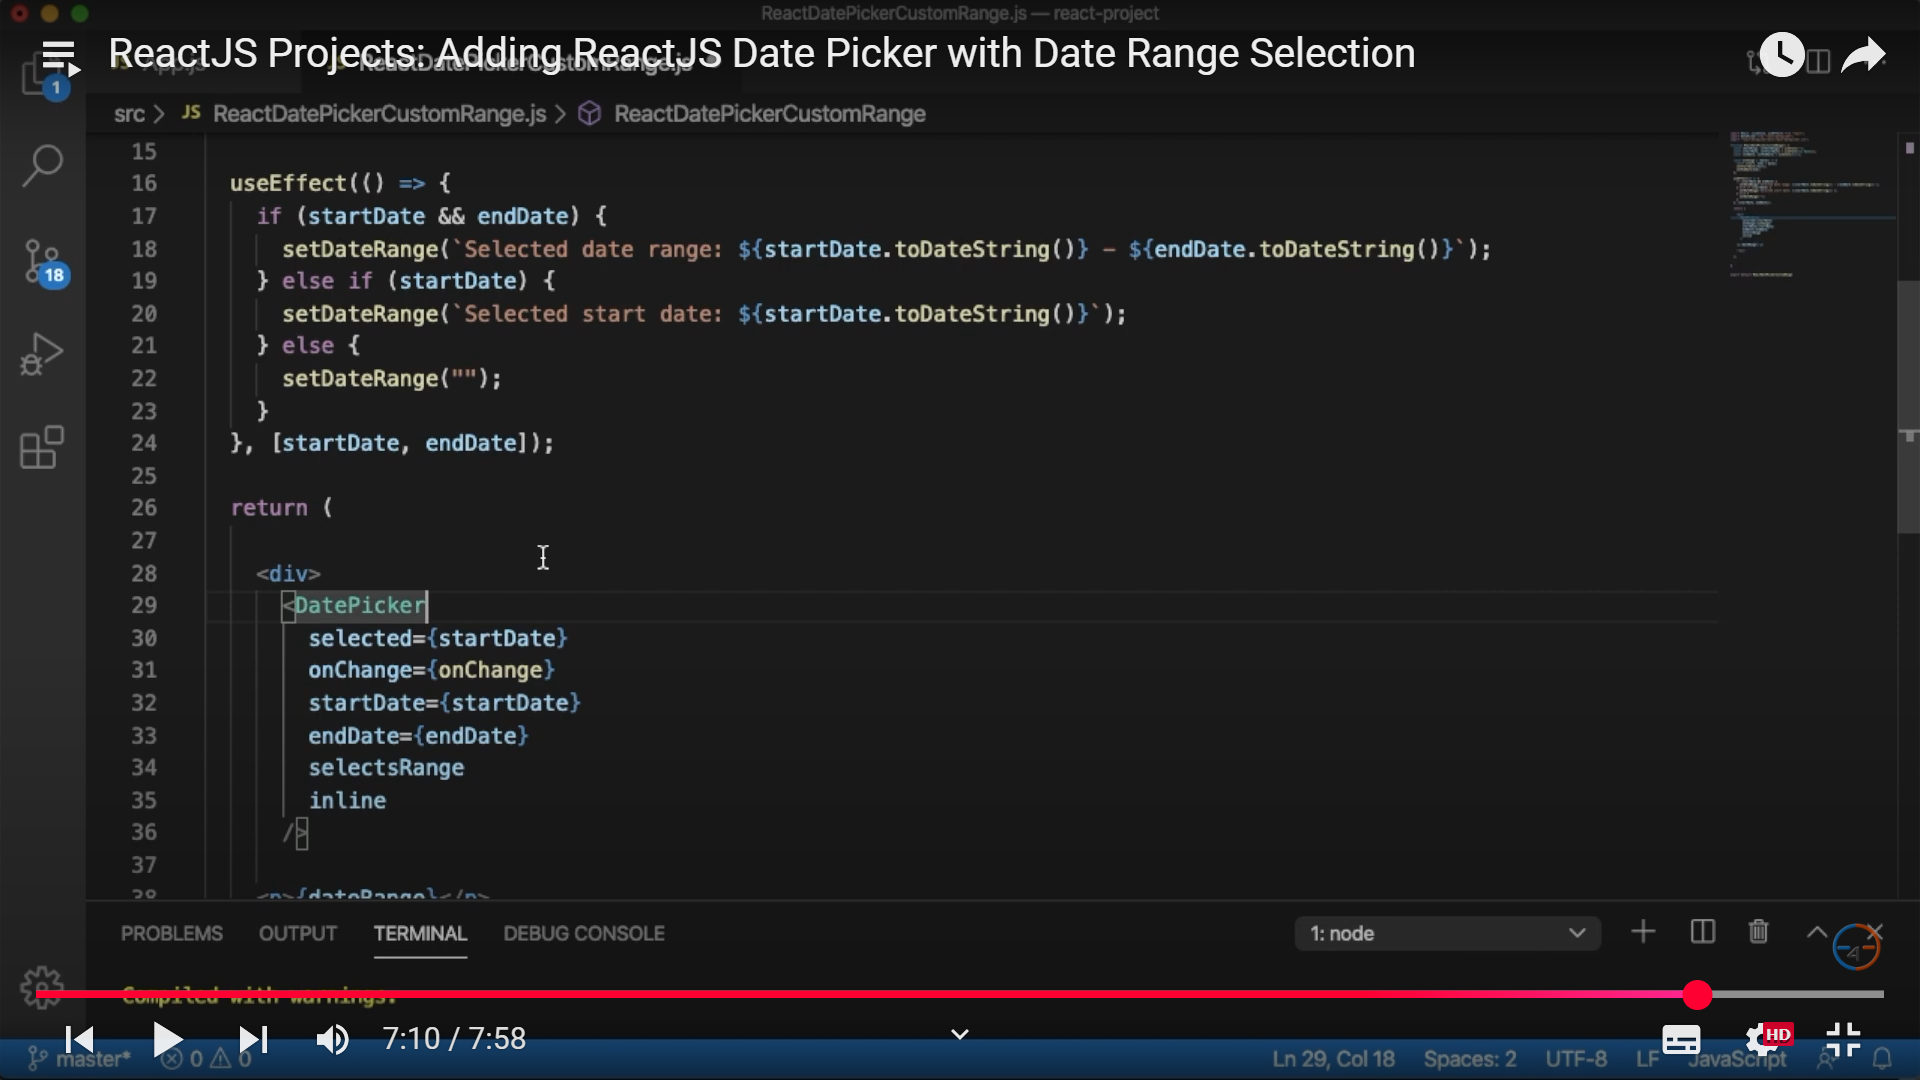 ReactDatePickerCustomRange.js — react-project
ReactJS Projects: Adding ReactJS Date Picker with Date Range Selection
ReactDatePickerCustomRange.js
1
src > JS ReactDatePickerCustomRange.js > ReactDatePickerCustomRange
15
16 useEffect(() => {
17 if (startDate && endDate) {
18 setDateRange(`Selected date range: ${startDate.toDateString()} – ${endDate.toDateString()}`);
19 } else if (startDate) {
20 setDateRange(`Selected start date: ${startDate.toDateString()}`);
21 } else {
22 setDateRange("");
23 }
24 }, [startDate, endDate]);
25
26 return (
27
28 <div>
29 <DatePicker
30 selected={startDate}
31 onChange={onChange}
32 startDate={startDate}
33 endDate={endDate}
34 selectsRange
35 inline
36 />
37
38 <p>{dateRange}</p>
18
PROBLEMS OUTPUT TERMINAL DEBUG CONSOLE 1: node
Compiled with warnings.
7:10 / 7:58 HD
master* 0 0 Ln 29, Col 18 Spaces: 2 UTF-8 LF JavaScript